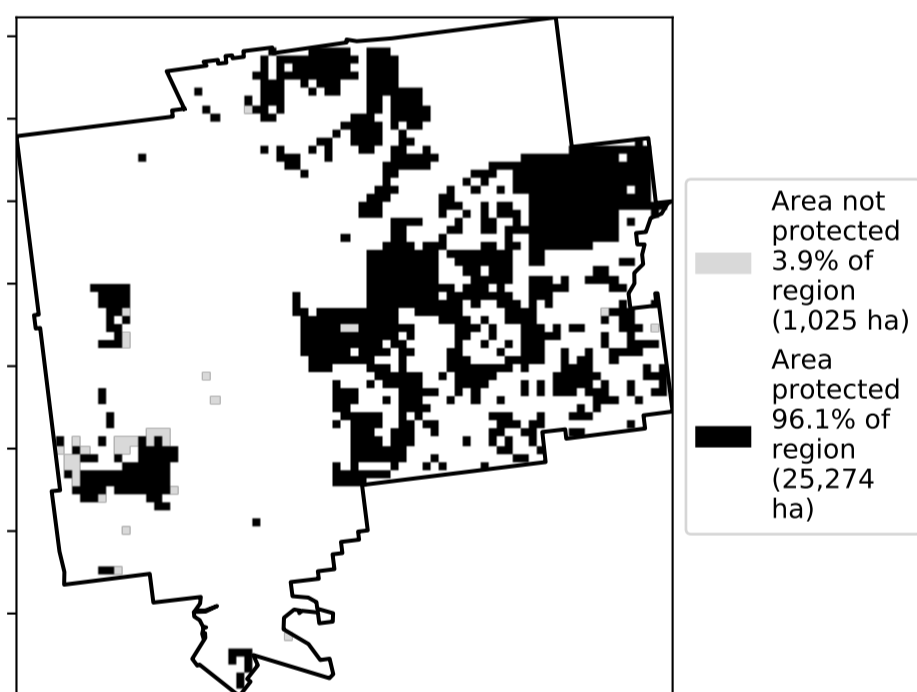 Area not
protected
3.9% of
region
(1,025 ha)
Area
protected
96.1% of
region
(25,274
ha)